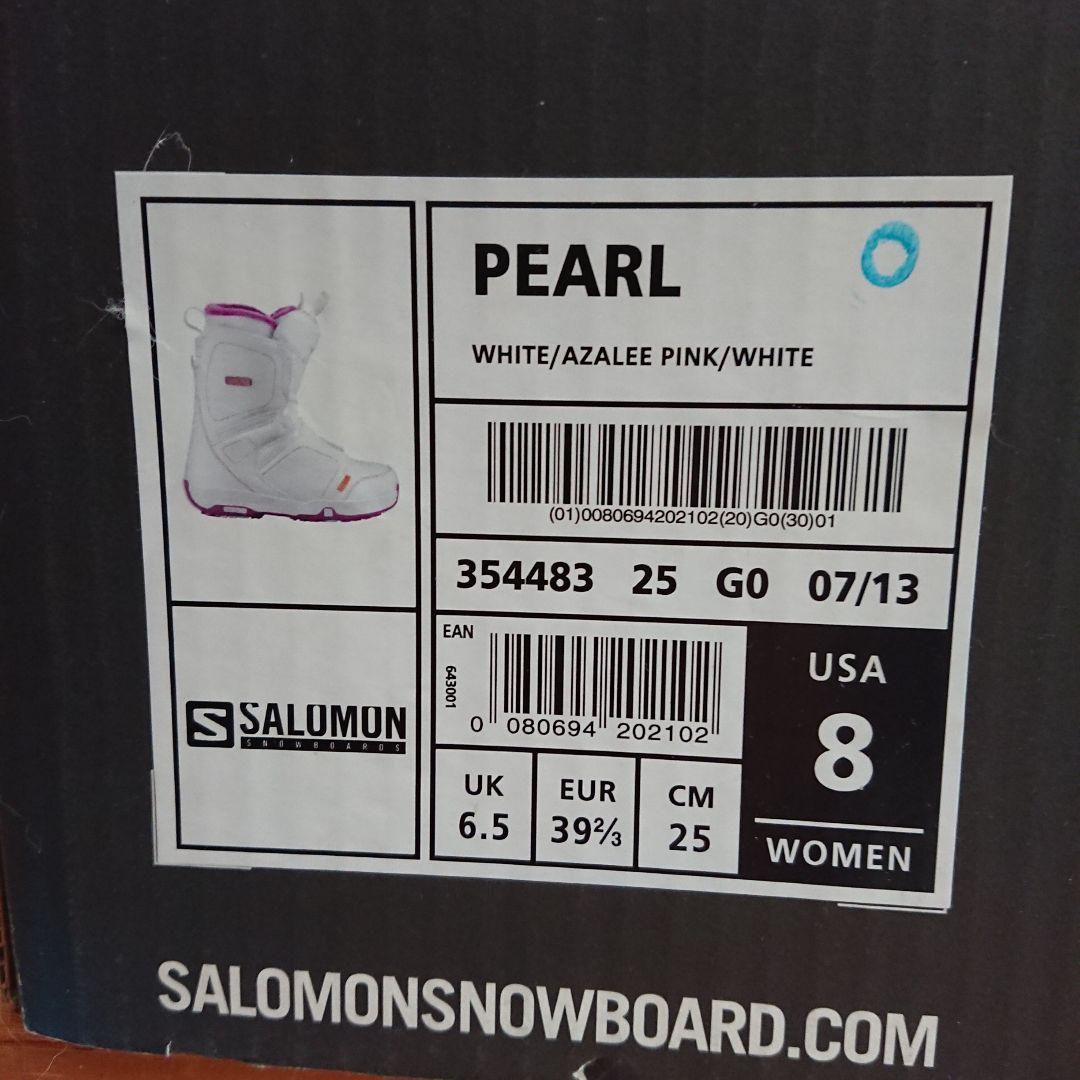 PEARL
WHITE/AZALEE PINK/WHITE
(01)0080694202102(20)G0(30)01
354483 25 G0 07/13
EAN
643001
0 080694 202102
UK
6.5
EUR
39⅔
CM
25
USA
8
WOMEN
S SALOMON
SNOWBOARDS
SALOMONSNOWBOARD.COM